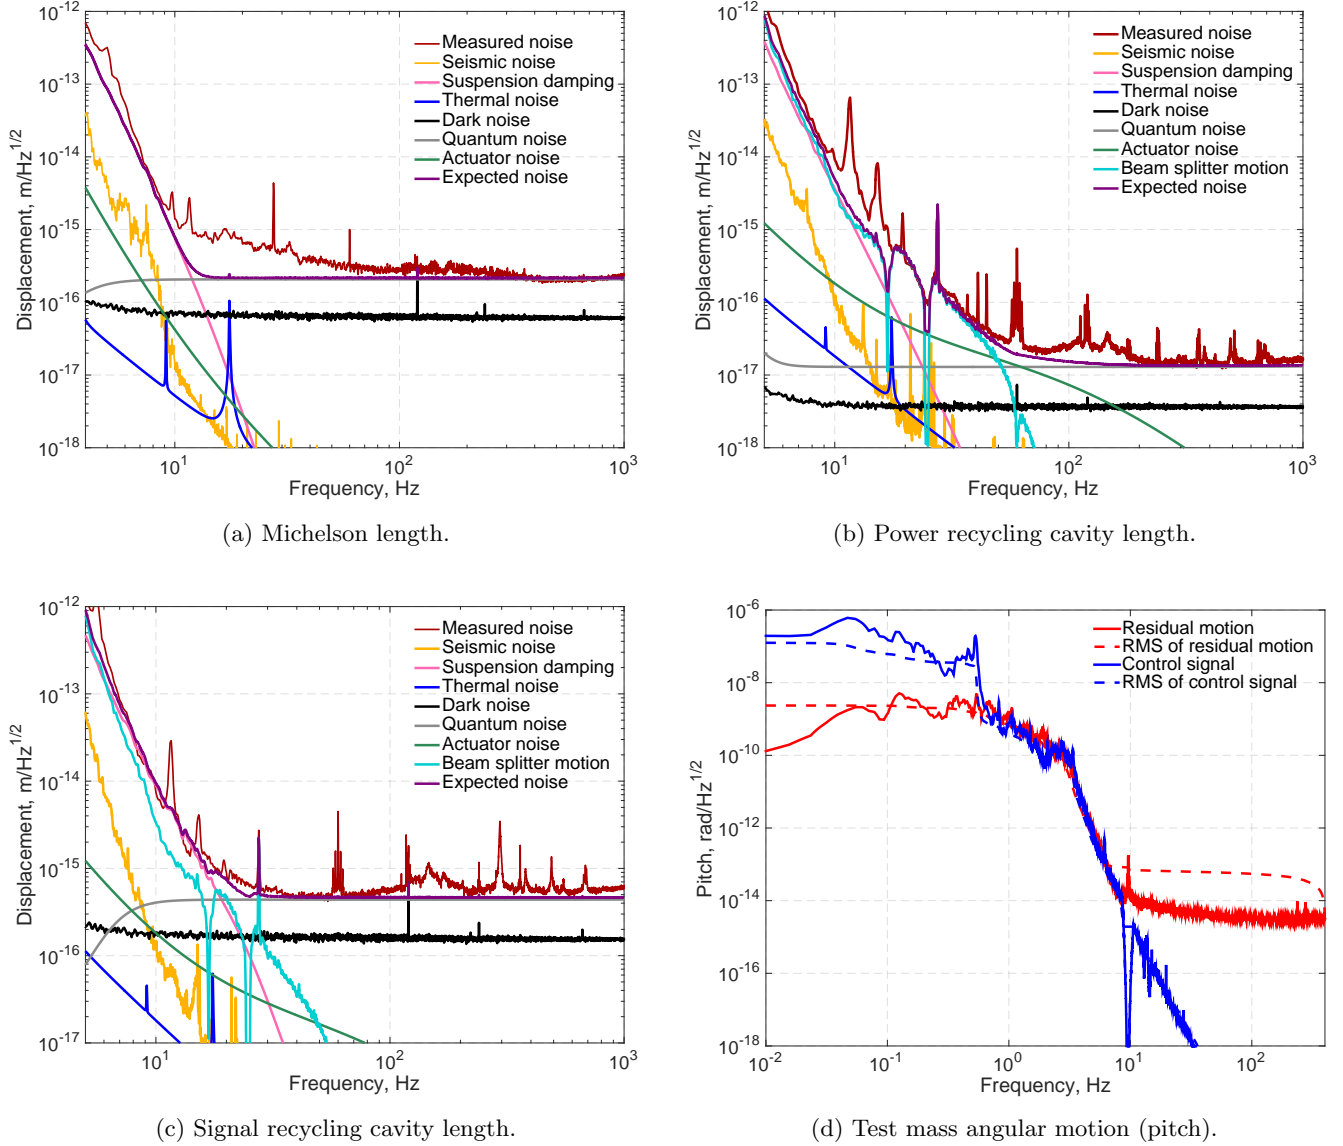 10^-12
10^-13
10^-14
10^-15
10^-16
10^-17
10^-18
Displacement, m/Hz^1/2
Measured noise
Seismic noise
Suspension damping
Thermal noise
Dark noise
Quantum noise
Actuator noise
Expected noise
10^1
10^2
10^3
Frequency, Hz
(a) Michelson length.
10^-12
10^-13
10^-14
10^-15
10^-16
10^-17
10^-18
Displacement, m/Hz^1/2
Measured noise
Seismic noise
Suspension damping
Thermal noise
Dark noise
Quantum noise
Actuator noise
Beam splitter motion
Expected noise
10^1
10^2
10^3
Frequency, Hz
(b) Power recycling cavity length.
10^-12
10^-13
10^-14
10^-15
10^-16
10^-17
Displacement, m/Hz^1/2
Measured noise
Seismic noise
Suspension damping
Thermal noise
Dark noise
Quantum noise
Actuator noise
Beam splitter motion
Expected noise
10^1
10^2
10^3
Frequency, Hz
(c) Signal recycling cavity length.
10^-6
10^-8
10^-10
10^-12
10^-14
10^-16
10^-18
Pitch, rad/Hz^1/2
Residual motion
RMS of residual motion
Control signal
RMS of control signal
10^-2
10^-1
10^0
10^1
10^2
Frequency, Hz
(d) Test mass angular motion (pitch).